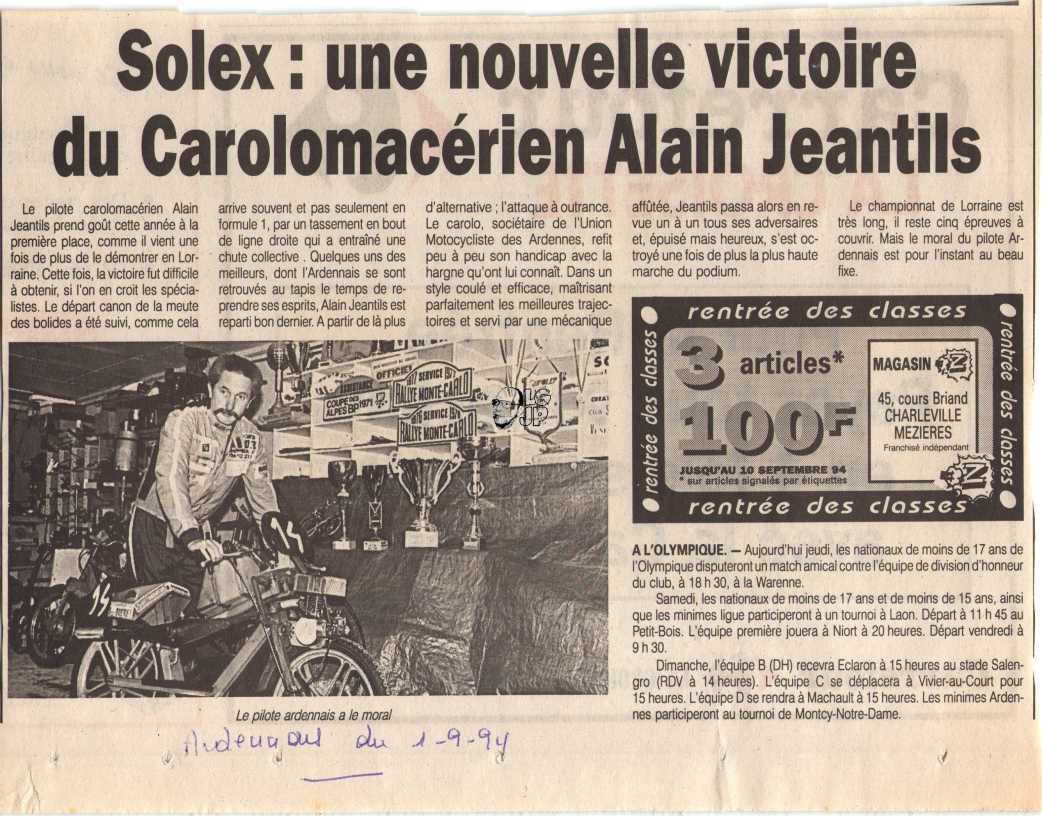 Solex : une nouvelle victoire
du Carolomacérien Alain Jeantils
Le pilote carolomacérien Alain
Jeantils prend goût cette année à la
première place, comme il vient une
fois de plus de le démontrer en Lor-
raine. Cette fois, la victoire fut difficile
à obtenir, si l'on en croit les spécia-
listes. Le départ canon de la meute
des bolides a été suivi, comme cela
arrive souvent et pas seulement en
formule 1, par un tassement en bout
de ligne droite qui a entraîné une
chute collective . Quelques uns des
meilleurs, dont l'Ardennais se sont
retrouvés au tapis le temps de re-
prendre ses esprits, Alain Jeantils est
reparti bon dernier. A partir de là plus
d'alternative ; l'attaque à outrance.
Le carolo, sociétaire de l'Union
Motocycliste des Ardennes, refit
peu à peu son handicap avec la
hargne qu'ont lui connaît. Dans un
style coulé et efficace, maîtrisant
parfaitement les meilleures trajec-
toires et servi par une mécanique
affûtée, Jeantils passa alors en re-
vue un à un tous ses adversaires
et, épuisé mais heureux, s'est oc-
troyé une fois de plus la plus haute
marche du podium.
Le championnat de Lorraine est
très long, il reste cinq épreuves à
couvrir. Mais le moral du pilote Ar-
dennais est pour l'instant au beau
fixe.
OFFICIEL
ASSISTANCE
COUPE DES
ALPES BP 1971
1977 SERVICE 1977
RALLYE MONTE-CARLO
1976 SERVICE 1976
RALLYE MONTE-CARLO
LS
JP
Le pilote ardennais a le moral
rentrée des classes
rentrée des classes
rentrée des classes
rentrée des classes
3 articles*
100F
JUSQU'AU 10 SEPTEMBRE 94
* sur articles signalés par étiquettes
MAGASIN Z
45, cours Briand
CHARLEVILLE
MEZIERES
Franchisé indépendant
Z
A L'OLYMPIQUE. — Aujourd'hui jeudi, les nationaux de moins de 17 ans de
l'Olympique disputeront un match amical contre l'équipe de division d'honneur
du club, à 18 h 30, à la Warenne.
Samedi, les nationaux de moins de 17 ans et de moins de 15 ans, ainsi
que les minimes ligue participeront à un tournoi à Laon. Départ à 11 h 45 au
Petit-Bois. L'équipe première jouera à Niort à 20 heures. Départ vendredi à
9 h 30.
Dimanche, l'équipe B (DH) recevra Eclaron à 15 heures au stade Salen-
gro (RDV à 14 heures). L'équipe C se déplacera à Vivier-au-Court pour
15 heures. L'équipe D se rendra à Machault à 15 heures. Les minimes Arden-
nes participeront au tournoi de Montcy-Notre-Dame.
Ardennais du 1-9-94